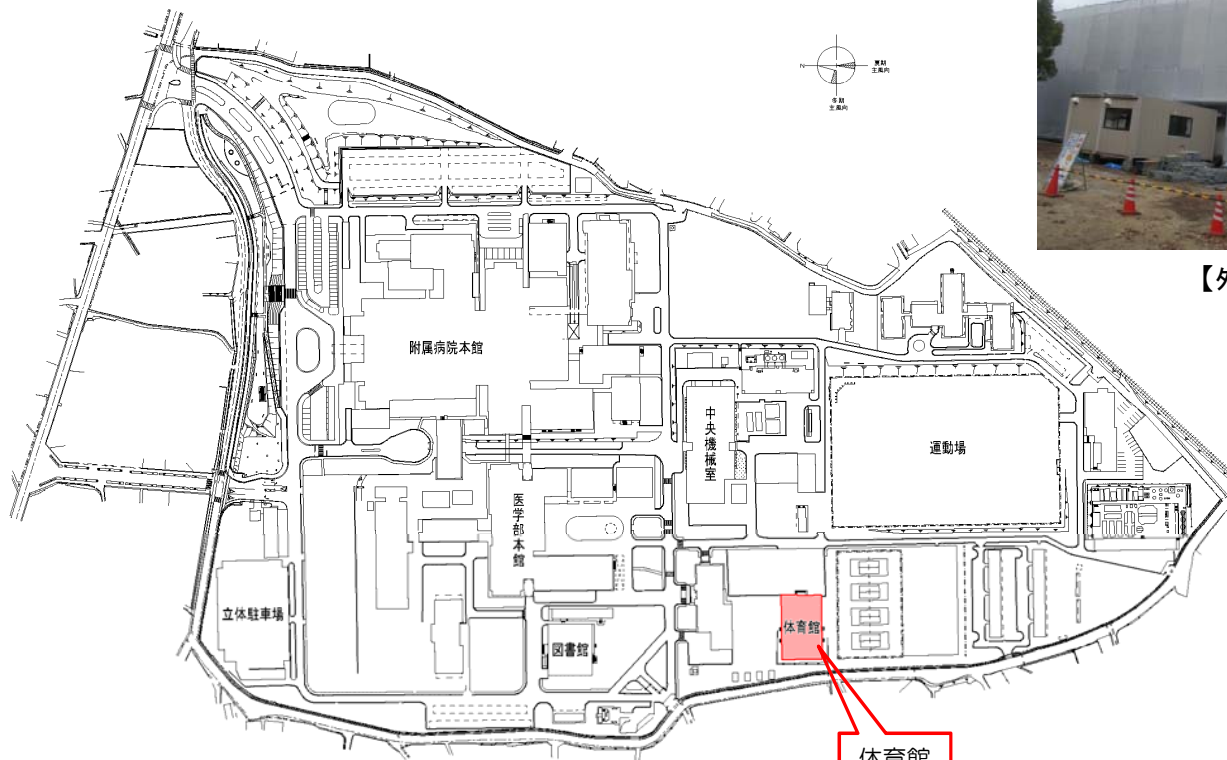 N
夏期
主風向
冬期
主風向
【外
附属病院本館
中央機械室
運動場
医学部本館
立体駐車場
図書館
体育館
体育館